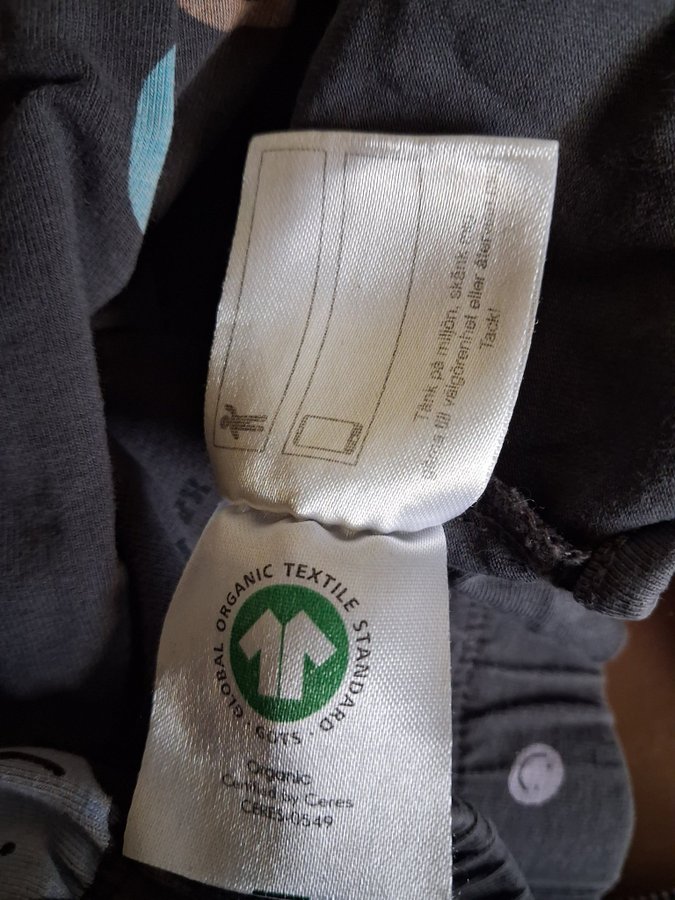 Tänk på miljön, skänk
till välgörenhet eller
Tack!
GLOBAL ORGANIC TEXTILE STANDARD · GOTS ·
Organic
Certified by Ceres
CERES-0549